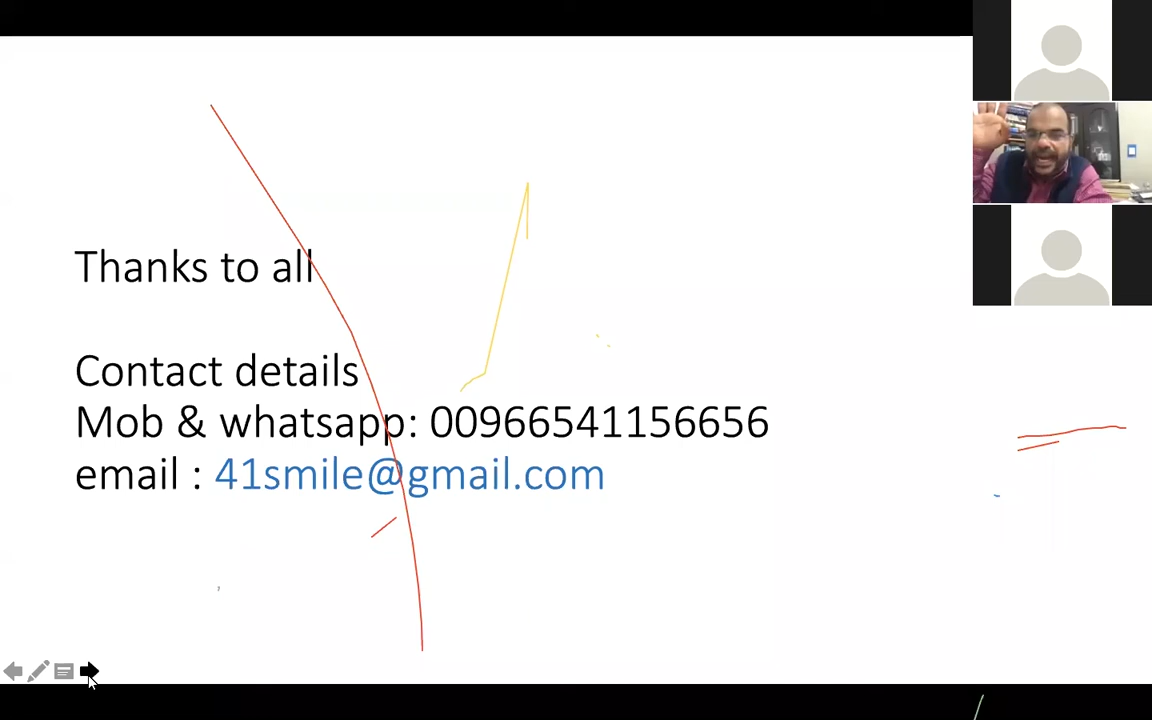 Thanks to all
Contact details
Mob & whatsapp: 00966541156656
email : 41smile@gmail.com